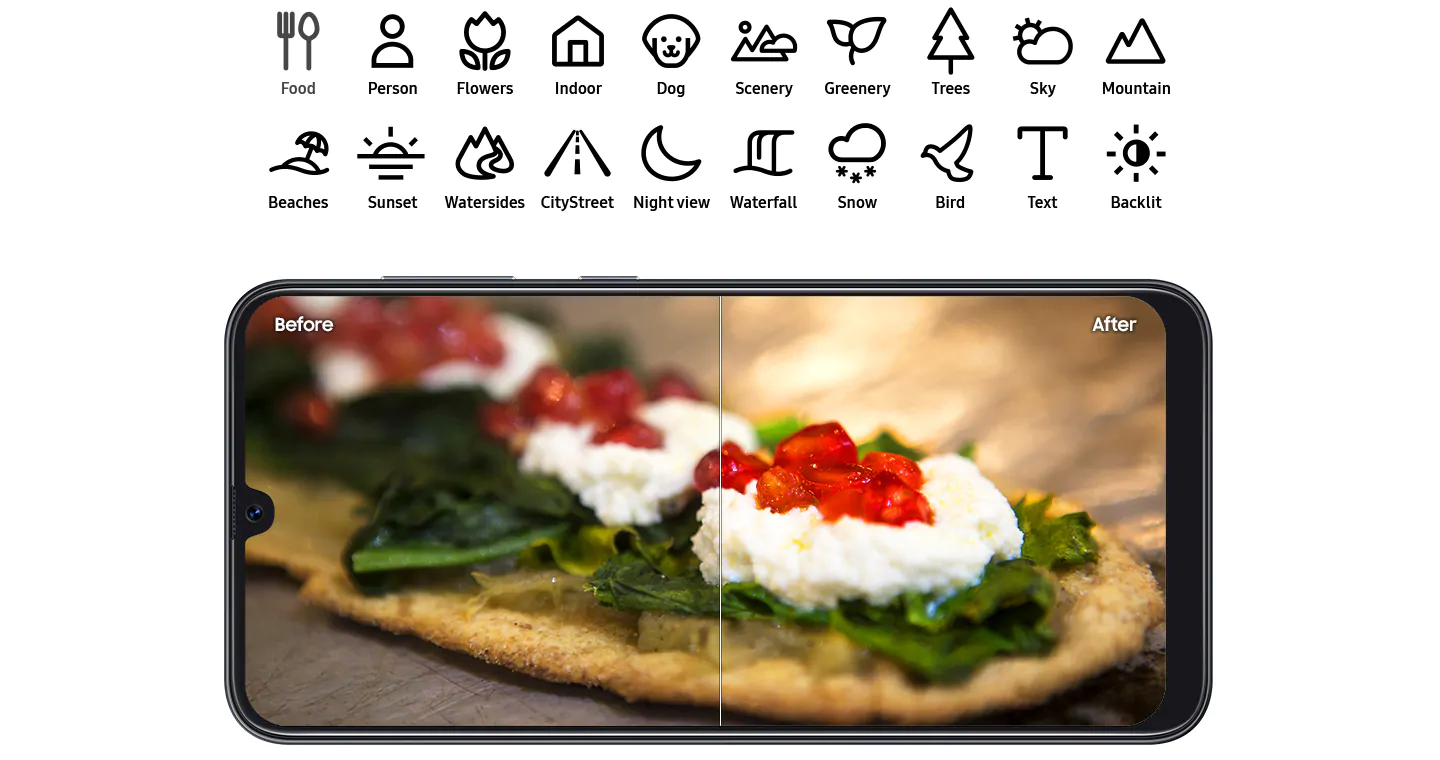 Food Person Flowers Indoor Dog Scenery Greenery Trees Sky Mountain
Beaches Sunset Watersides CityStreet Night view Waterfall Snow Bird Text Backlit
Before After